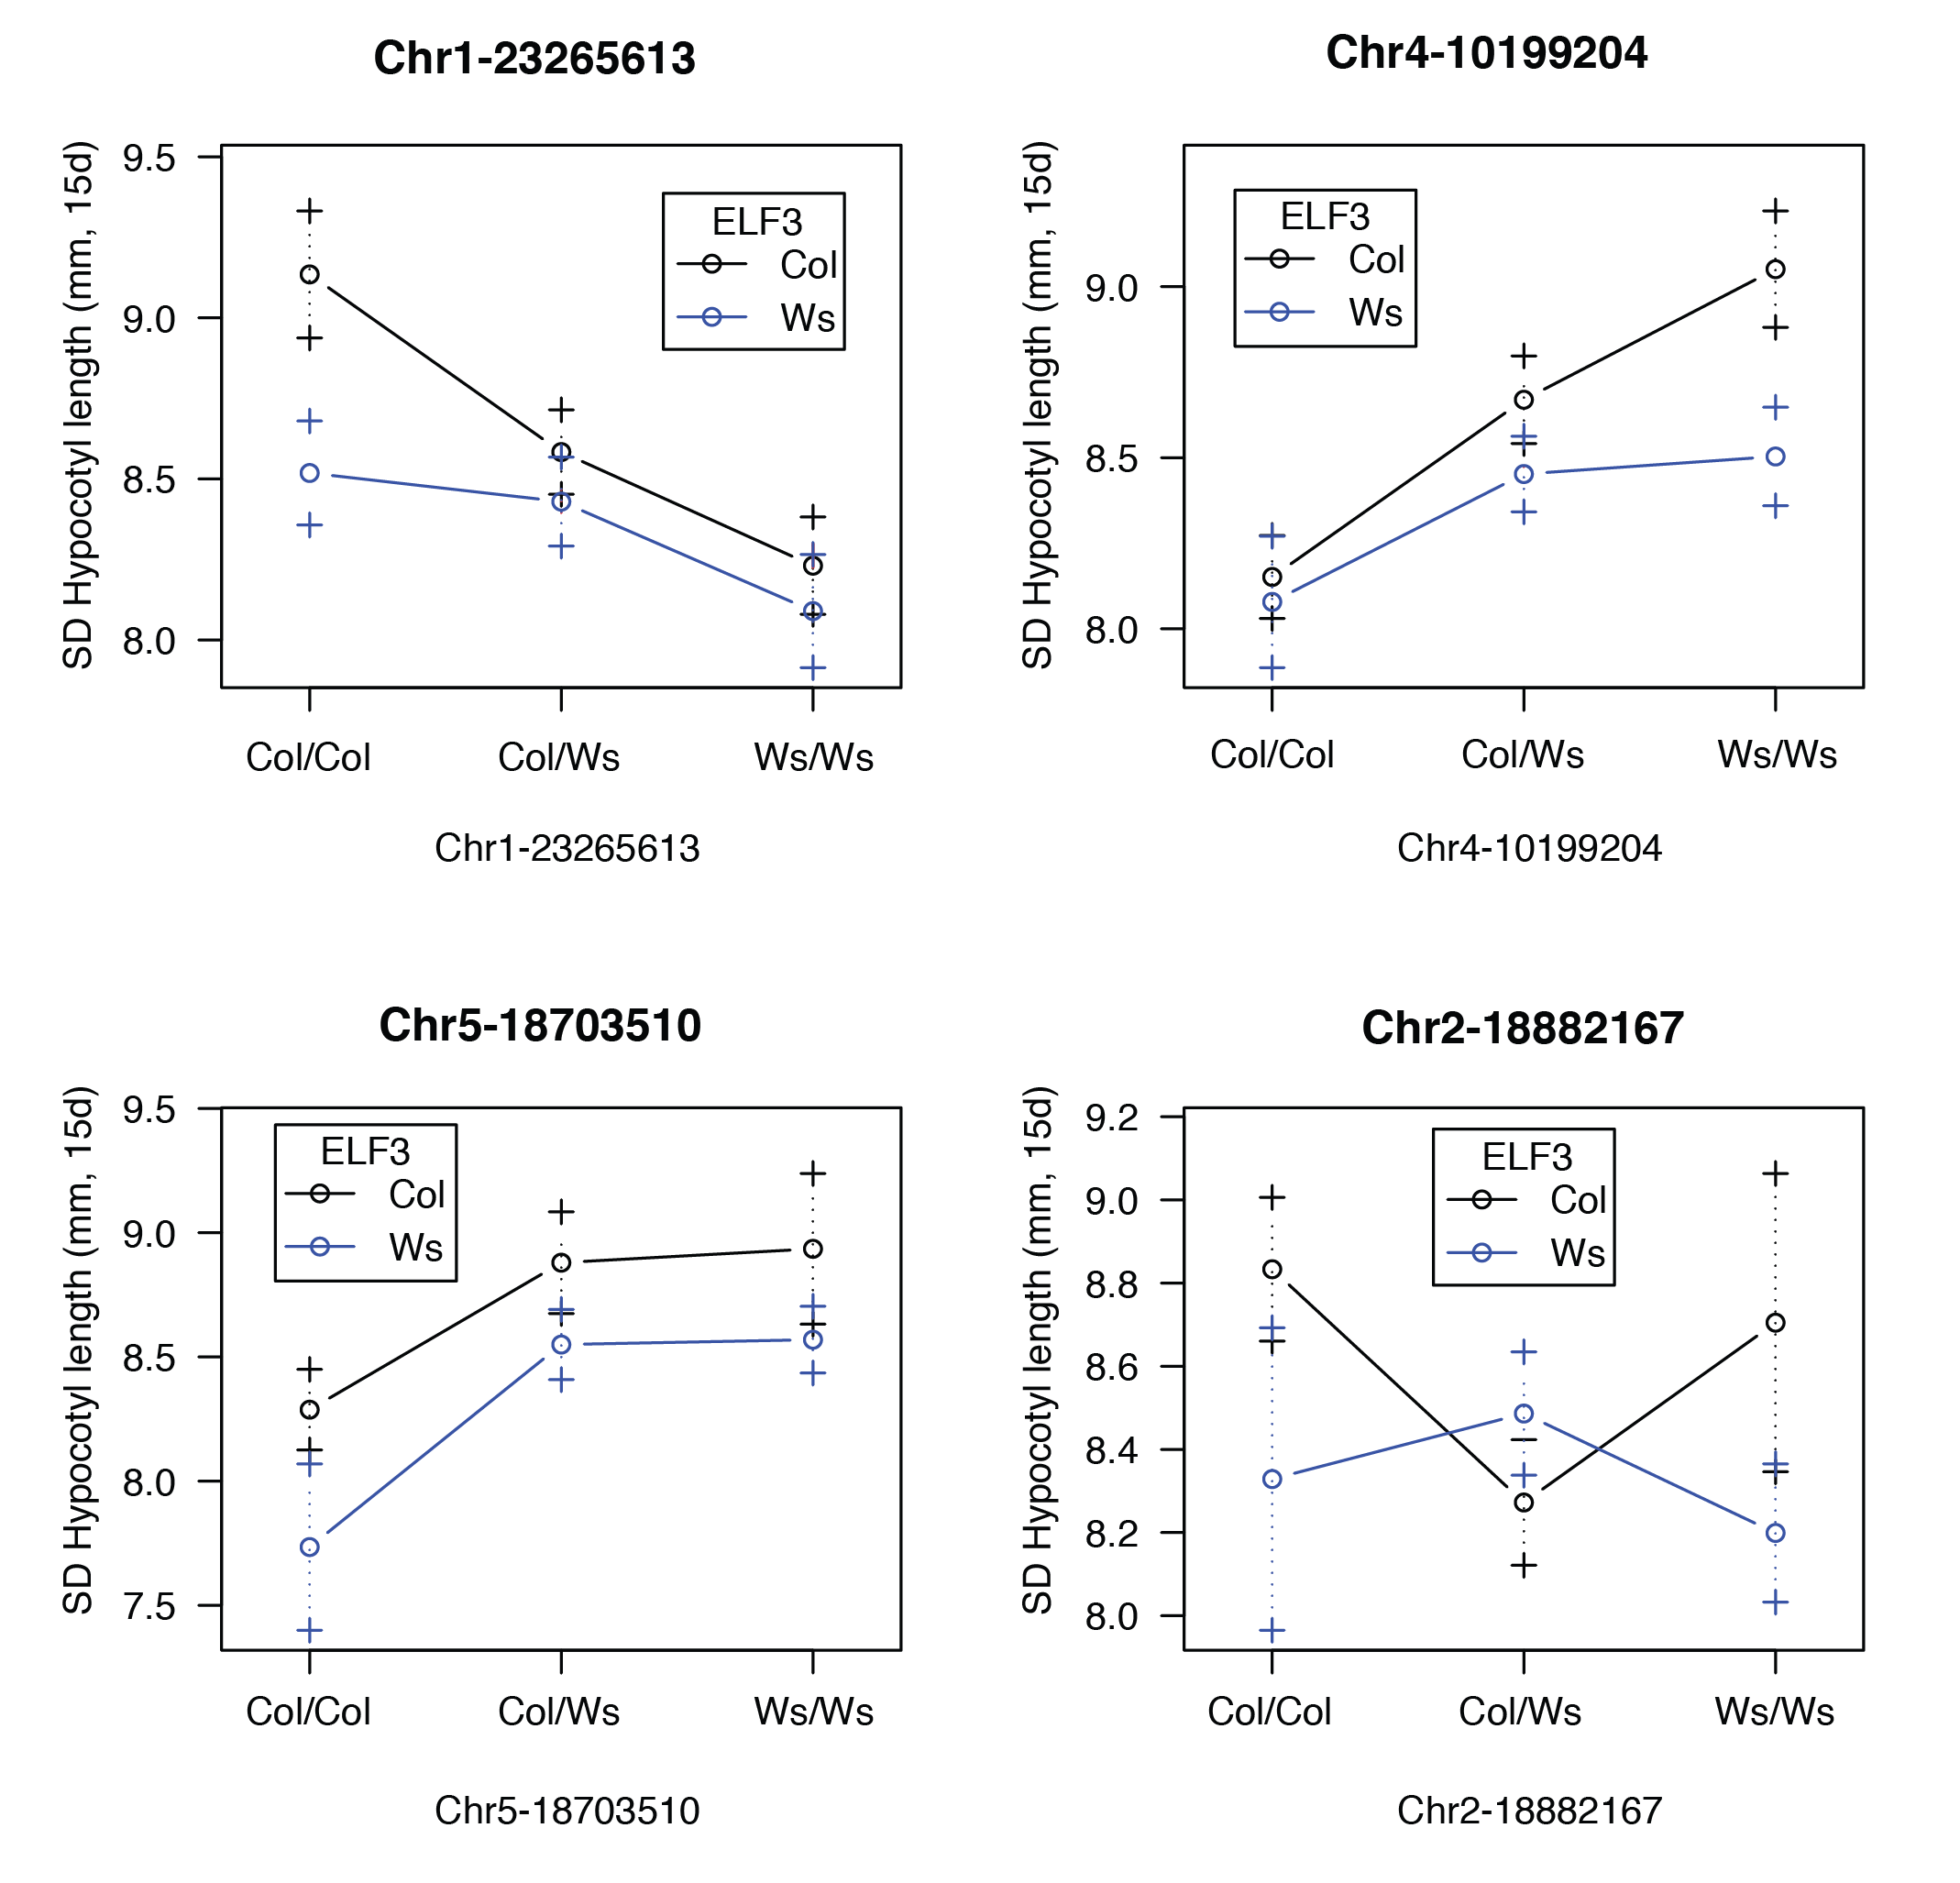 Chr1-23265613
SD Hypocotyl length (mm, 15d)
9.5
9.0
8.5
8.0
ELF3
Col
Ws
Col/Col
Col/Ws
Ws/Ws
Chr1-23265613
Chr4-10199204
SD Hypocotyl length (mm, 15d)
9.0
8.5
8.0
ELF3
Col
Ws
Col/Col
Col/Ws
Ws/Ws
Chr4-10199204
Chr5-18703510
SD Hypocotyl length (mm, 15d)
9.5
9.0
8.5
8.0
7.5
ELF3
Col
Ws
Col/Col
Col/Ws
Ws/Ws
Chr5-18703510
Chr2-18882167
SD Hypocotyl length (mm, 15d)
9.2
9.0
8.8
8.6
8.4
8.2
8.0
ELF3
Col
Ws
Col/Col
Col/Ws
Ws/Ws
Chr2-18882167